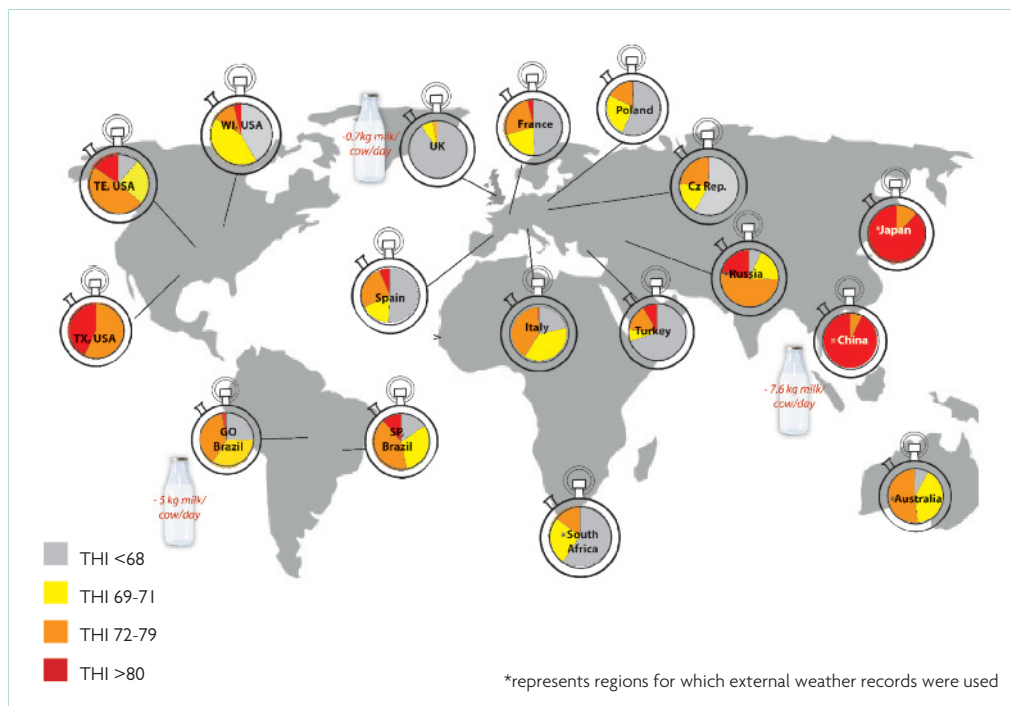 WI, USA
TE, USA
TX, USA
-0.7kg milk/
cow/day
UK
France
Poland
Cz Rep.
*Japan
*Russia
*China
- 7.6 kg milk/
cow/day
Spain
Italy
Turkey
GO
Brazil
SP,
Brazil
- 5 kg milk/
cow/day
*South
Africa
*Australia
THI <68
THI 69-71
THI 72-79
THI >80
*represents regions for which external weather records were used